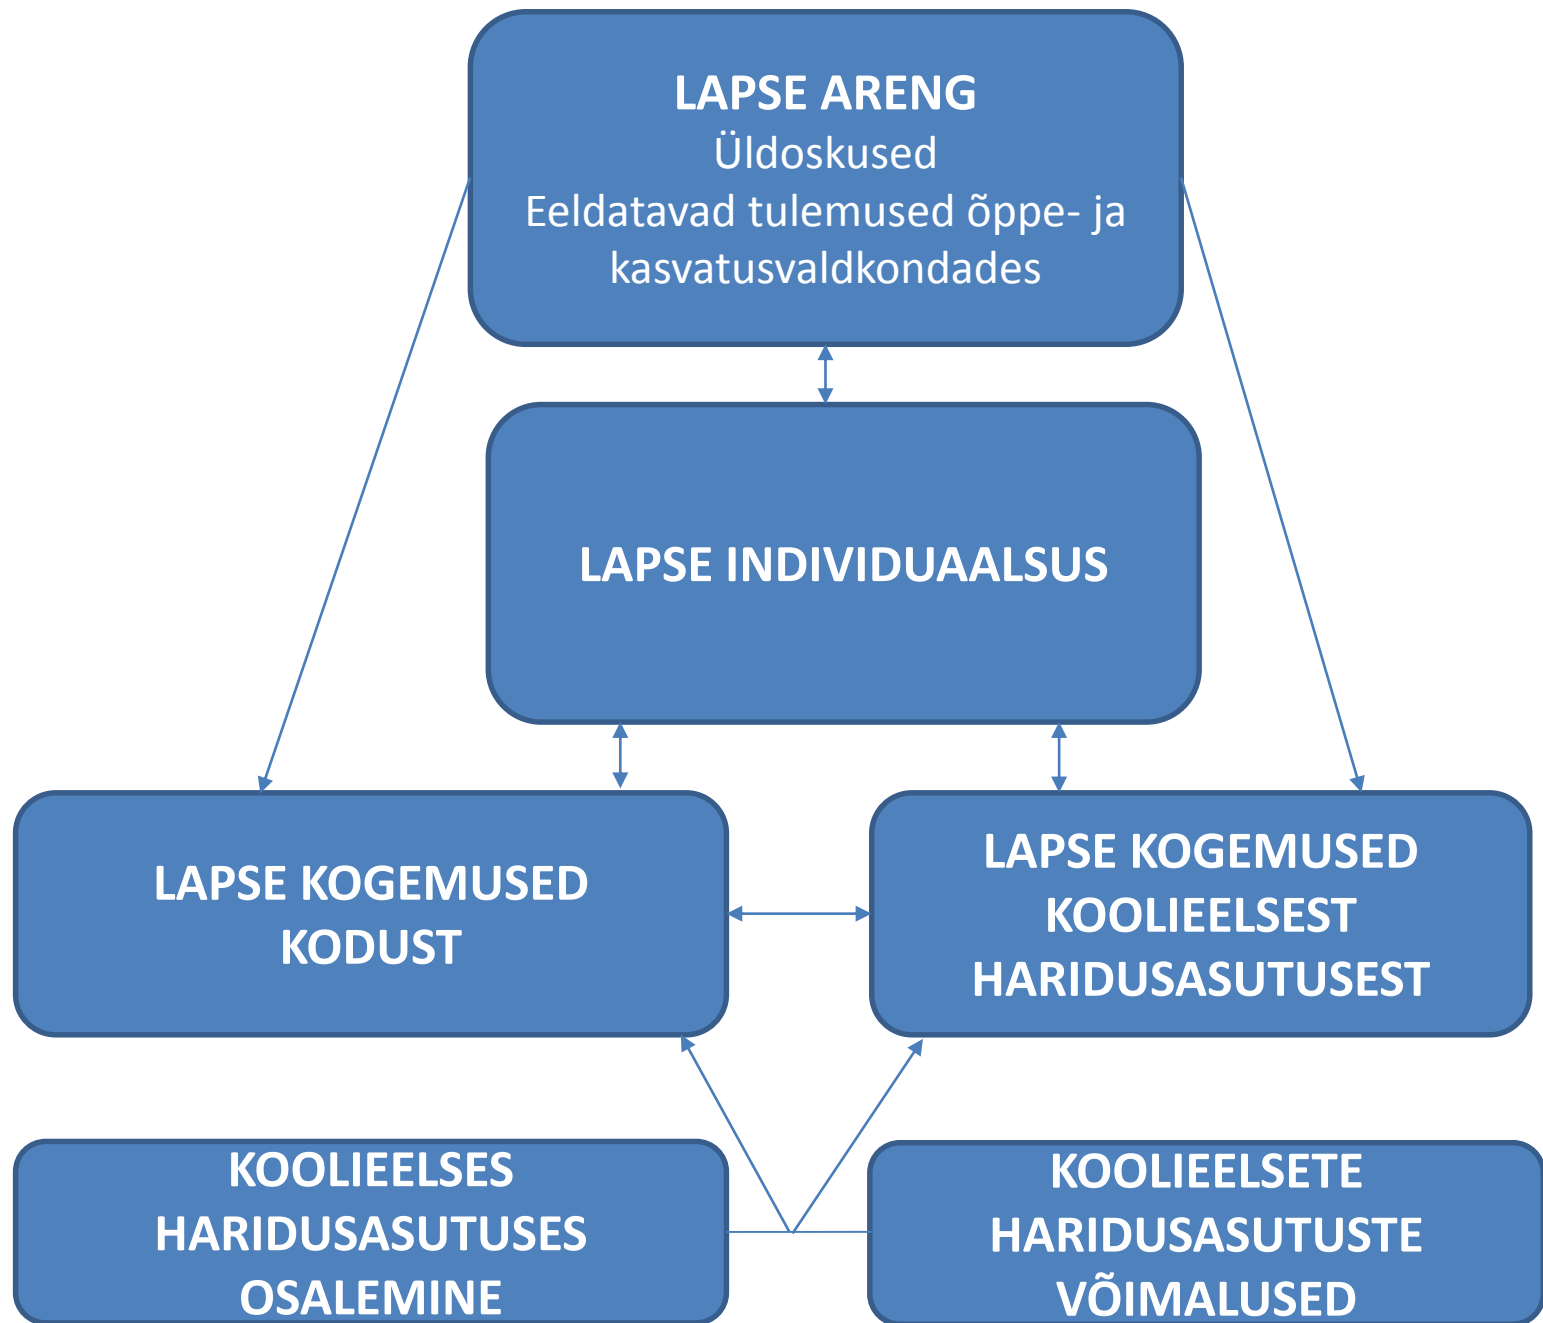 LAPSE ARENG
Üldoskused
Eeldatavad tulemused õppe- ja
kasvatusvaldkondades
LAPSE INDIVIDUAALSUS
LAPSE KOGEMUSED
KODUST
LAPSE KOGEMUSED
KOOLIEELSEST
HARIDUSASUTUSEST
KOOLIEELSES
HARIDUSASUTUSES
OSALEMINE
KOOLIEELSETE
HARIDUSASUTUSTE
VÕIMALUSED